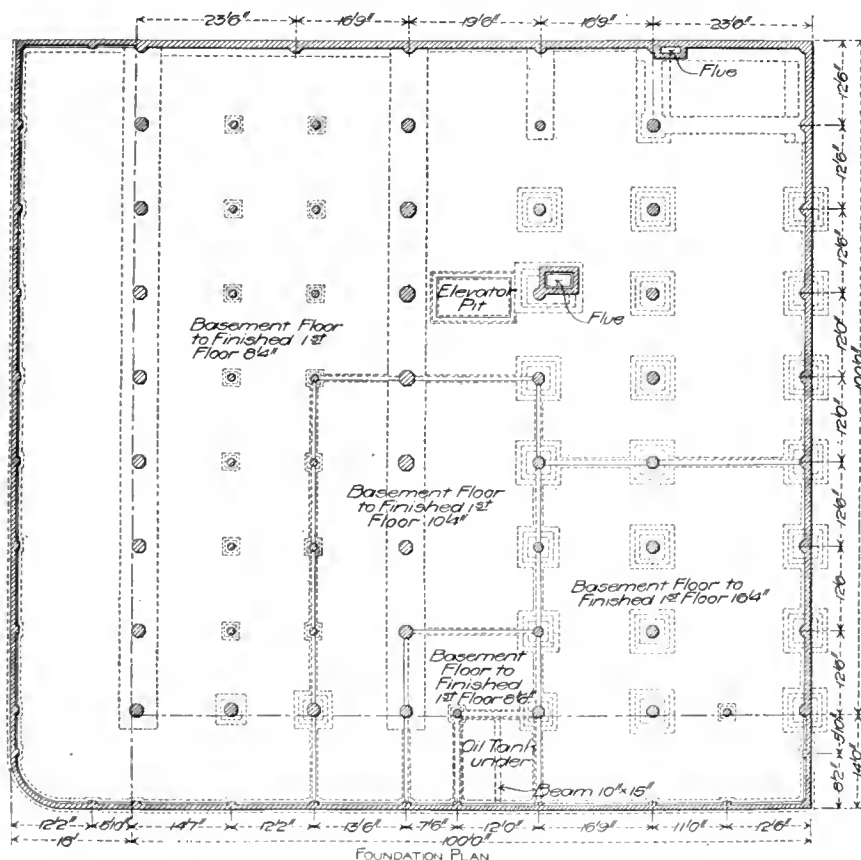 23'6" 16'9" 19'6" 16'9" 23'6"
Flue
12'6"
12'6"
12'6"
Elevator
Pit
Flue
Basement Floor
to Finished 1st
Floor 8'4"
12'0"
100'6"
12'6"
Basement Floor
to Finished 1st
Floor 10'4"
12'6"
Basement Floor to
Finished 1st Floor 16'4"
12'6"
Basement
Floor to
Finished
1st Floor 8'6"
12'6"
Oil Tank
under
Beam 10"x15"
5'10"
8'2"
14'0"
12'2" 5'10" 14'7" 12'2" 13'6" 7'6" 12'0" 16'9" 11'0" 12'6"
18' 100'0"
FOUNDATION PLAN